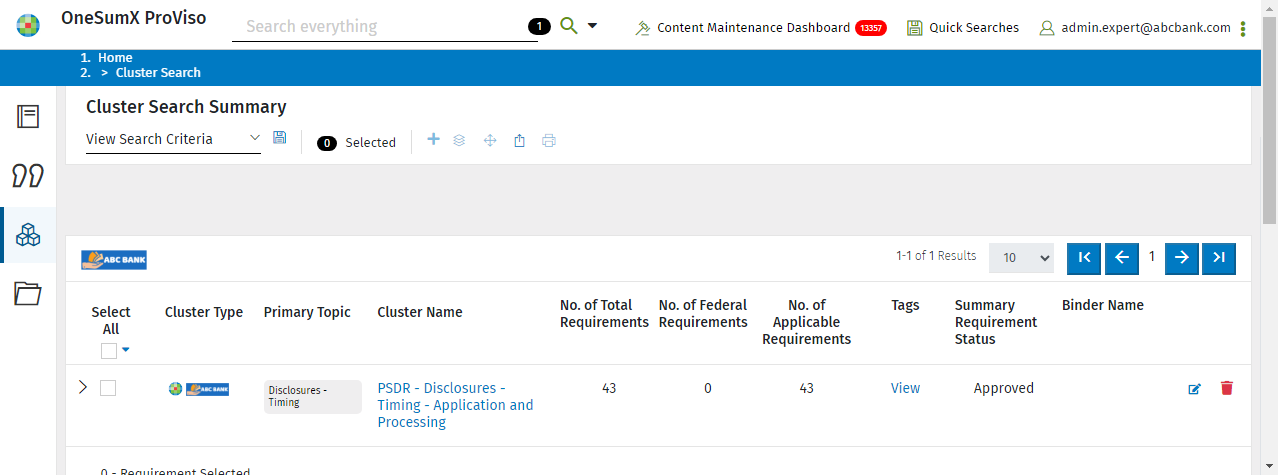 OneSumX ProViso
Search everything
1
Content Maintenance Dashboard 13357
Quick Searches
admin.expert@abcbank.com
1. Home
2. > Cluster Search
Cluster Search Summary
View Search Criteria
0 Selected
ABC BANK
1-1 of 1 Results
10
1
Select
All
Cluster Type
Primary Topic
Cluster Name
No. of Total
Requirements
No. of Federal
Requirements
No. of
Applicable
Requirements
Tags
Summary
Requirement
Status
Binder Name
ABC BANK
Disclosures -
Timing
PSDR - Disclosures -
Timing - Application and
Processing
43
0
43
View
Approved
0 - Requirement Selected